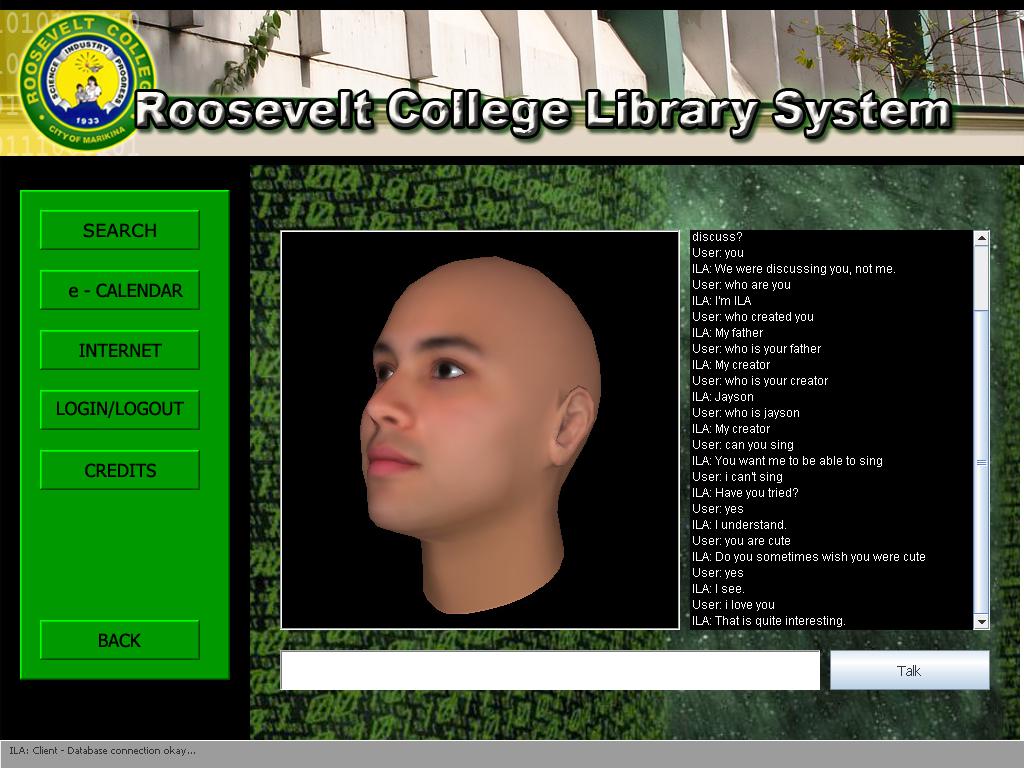 ROOSEVELT COLLEGE
SCIENCE INDUSTRY PROGRESS
1933
CITY OF MARIKINA
Roosevelt College Library System
SEARCH
e - CALENDAR
INTERNET
LOGIN/LOGOUT
CREDITS
BACK
discuss?
User: you
ILA: We were discussing you, not me.
User: who are you
ILA: I'm ILA
User: who created you
ILA: My father
User: who is your father
ILA: My creator
User: who is your creator
ILA: Jayson
User: who is jayson
ILA: My creator
User: can you sing
ILA: You want me to be able to sing
User: i can't sing
ILA: Have you tried?
User: yes
ILA: I understand.
User: you are cute
ILA: Do you sometimes wish you were cute
User: yes
ILA: I see.
User: i love you
ILA: That is quite interesting.
Talk
ILA: Client - Database connection okay...